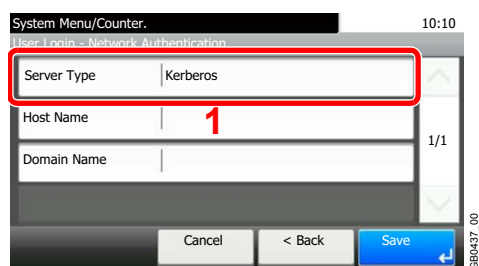 System Menu/Counter.
10:10
User Login - Network Authentication
Server Type
Kerberos
Host Name
1
Domain Name
1/1
Cancel
< Back
Save
GB0437_00